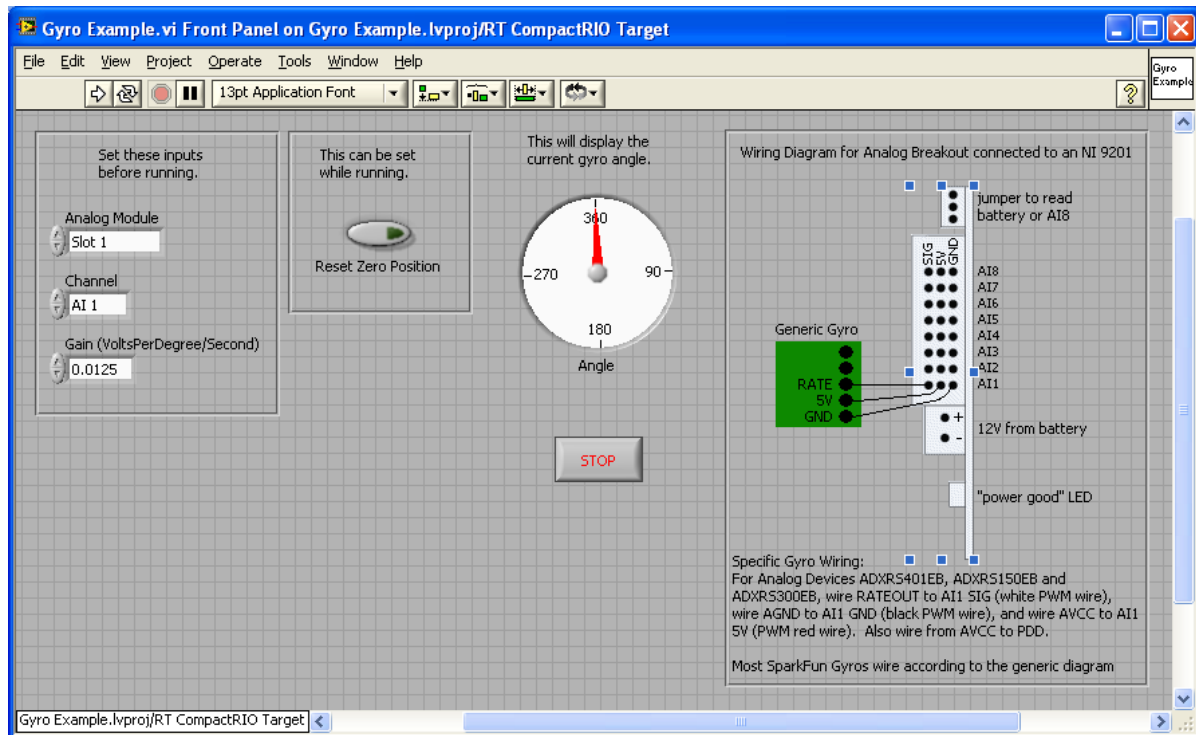 Gyro Example.vi Front Panel on Gyro Example.lvproj/RT CompactRIO Target
File Edit View Project Operate Tools Window Help
13pt Application Font
?
Gyro
Example
Set these inputs
before running.
Analog Module
Slot 1
Channel
AI 1
Gain (VoltsPerDegree/Second)
0.0125
This can be set
while running.
Reset Zero Position
This will display the
current gyro angle.
360
270
90
180
Angle
STOP
Wiring Diagram for Analog Breakout connected to an NI 9201
jumper to read
battery or AI8
SIG
5V
GND
AI8
AI7
AI6
AI5
AI4
AI3
AI2
AI1
Generic Gyro
RATE
5V
GND
+
-
12V from battery
"power good" LED
Specific Gyro Wiring:
For Analog Devices ADXRS401EB, ADXRS150EB and
ADXRS300EB, wire RATEOUT to AI1 SIG (white PWM wire),
wire AGND to AI1 GND (black PWM wire), and wire AVCC to AI1
5V (PWM red wire). Also wire from AVCC to PDD.
Most SparkFun Gyros wire according to the generic diagram
Gyro Example.lvproj/RT CompactRIO Target